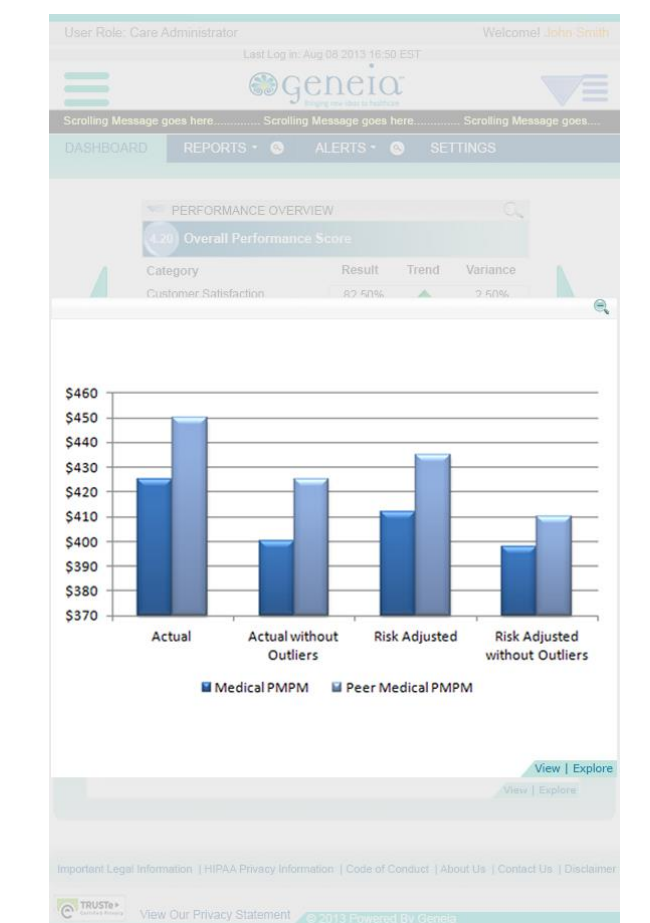 User Role: Care Administrator Welcome! John Smith
Last Log in: Aug 08 2013 16:50 EST
geneia
Bringing new ideas to healthcare
Scrolling Message goes here.............. Scrolling Message goes here.............. Scrolling Message goes....
DASHBOARD REPORTS ALERTS SETTINGS
PERFORMANCE OVERVIEW
4.20 Overall Performance Score
Category Result Trend Variance
Customer Satisfaction 82.50% 2.50%
$460
$450
$440
$430
$420
$410
$400
$390
$380
$370
Actual Actual without Outliers Risk Adjusted Risk Adjusted without Outliers
Medical PMPM Peer Medical PMPM
View | Explore
View | Explore
Important Legal Information | HIPAA Privacy Information | Code of Conduct | About Us | Contact Us | Disclaimer
TRUSTe
View Our Privacy Statement ©2013 Powered By Geneia